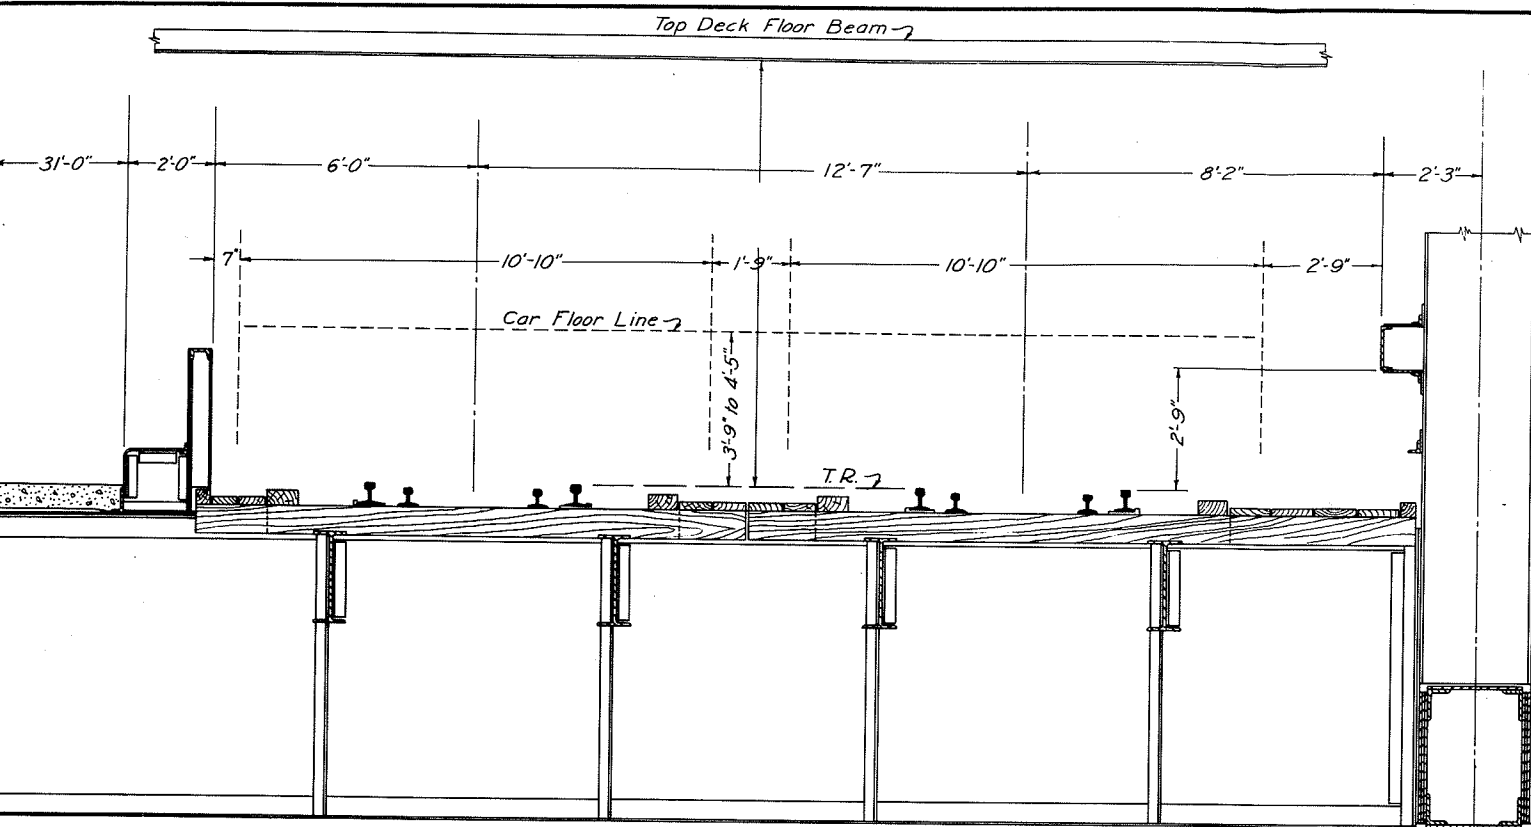 Top Deck Floor Beam
31'-0" 2'-0" 6'-0" 12'-7" 8'-2" 2'-3"
7" 10'-10" 1'-9" 10'-10" 2'-9"
Car Floor Line
3'-9" to 4'-5"
2'-9"
T.R.